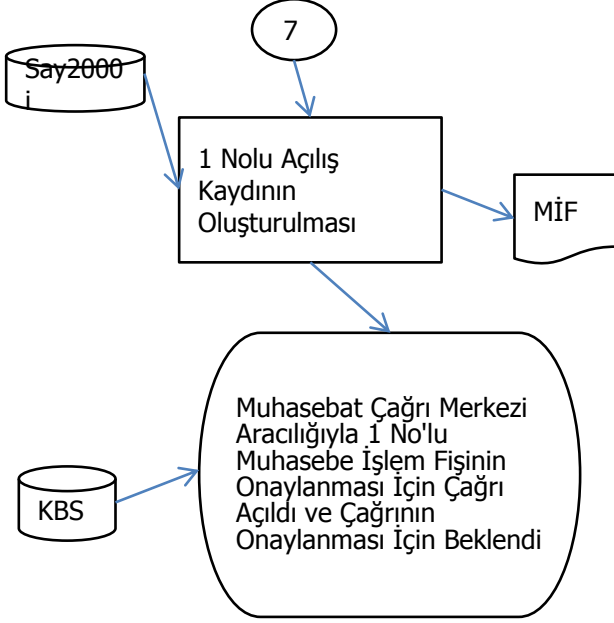 7
Say2000
i
1 Nolu Açılış
Kaydının
Oluşturulması
MİF
Muhasebat Çağrı Merkezi
Aracılığıyla 1 No'lu
Muhasebe İşlem Fişinin
Onaylanması İçin Çağrı
Açıldı ve Çağrının
Onaylanması İçin Beklendi
KBS